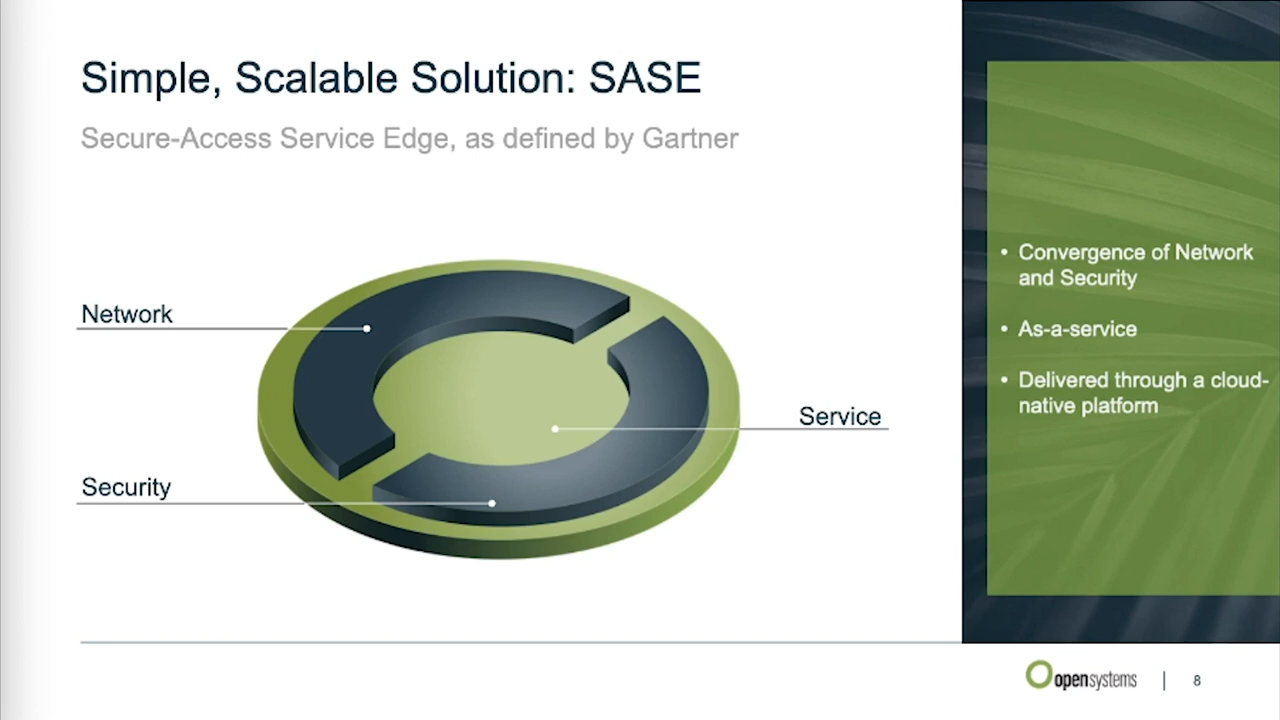 Simple, Scalable Solution: SASE
Secure-Access Service Edge, as defined by Gartner
Network
Service
Security
• Convergence of Network
and Security
• As-a-service
• Delivered through a cloud-
native platform
open systems | 8